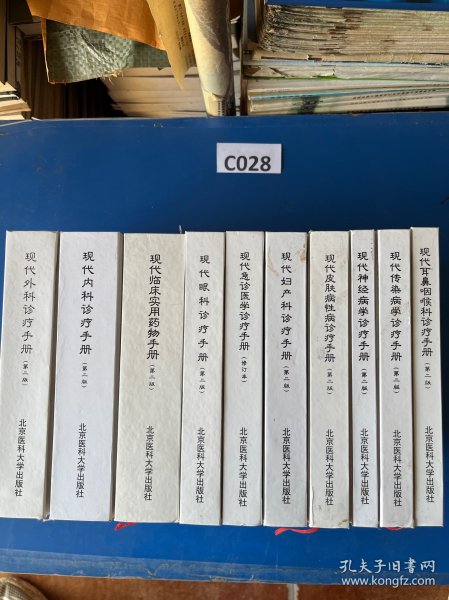 C028
现代外科诊疗手册
(第二版)
北京医科大学出版社
现代内科诊疗手册
(第二版)
北京医科大学出版社
现代临床实用药物手册
(第二版)
北京医科大学出版社
现代眼科诊疗手册
(第二版)
北京医科大学出版社
现代急诊医学诊疗手册
(修订本)
北京医科大学出版社
现代妇产科诊疗手册
(第二版)
北京医科大学出版社
现代皮肤病性病诊疗手册
(第二版)
北京医科大学出版社
现代神经病学诊疗手册
(第二版)
北京医科大学出版社
现代传染病学诊疗手册
(第二版)
北京医科大学出版社
现代耳鼻咽喉科诊疗手册
(第二版)
北京医科大学出版社
孔夫子旧书网
www.kongfz.com